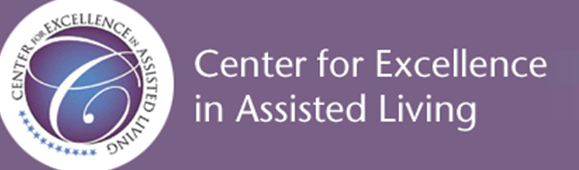 CENTER FOR EXCELLENCE IN ASSISTED LIVING
Center for Excellence
in Assisted Living